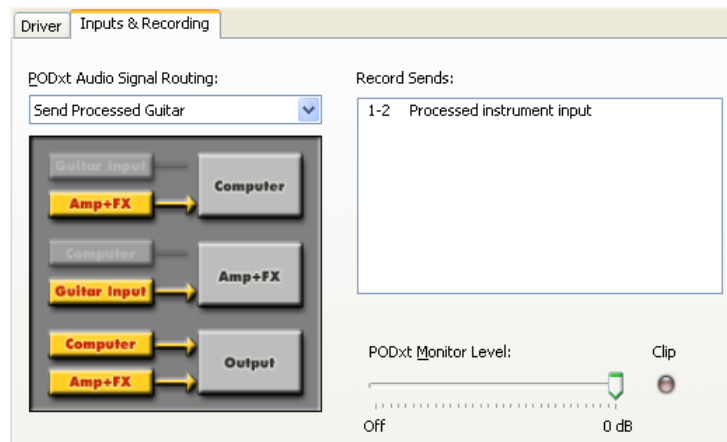 Driver
Inputs & Recording
PODxt Audio Signal Routing:
Send Processed Guitar
Guitar Input
Computer
Amp+FX
Computer
Amp+FX
Guitar Input
Computer
Output
Amp+FX
Record Sends:
1-2 Processed instrument input
PODxt Monitor Level:
Clip
Off
0 dB